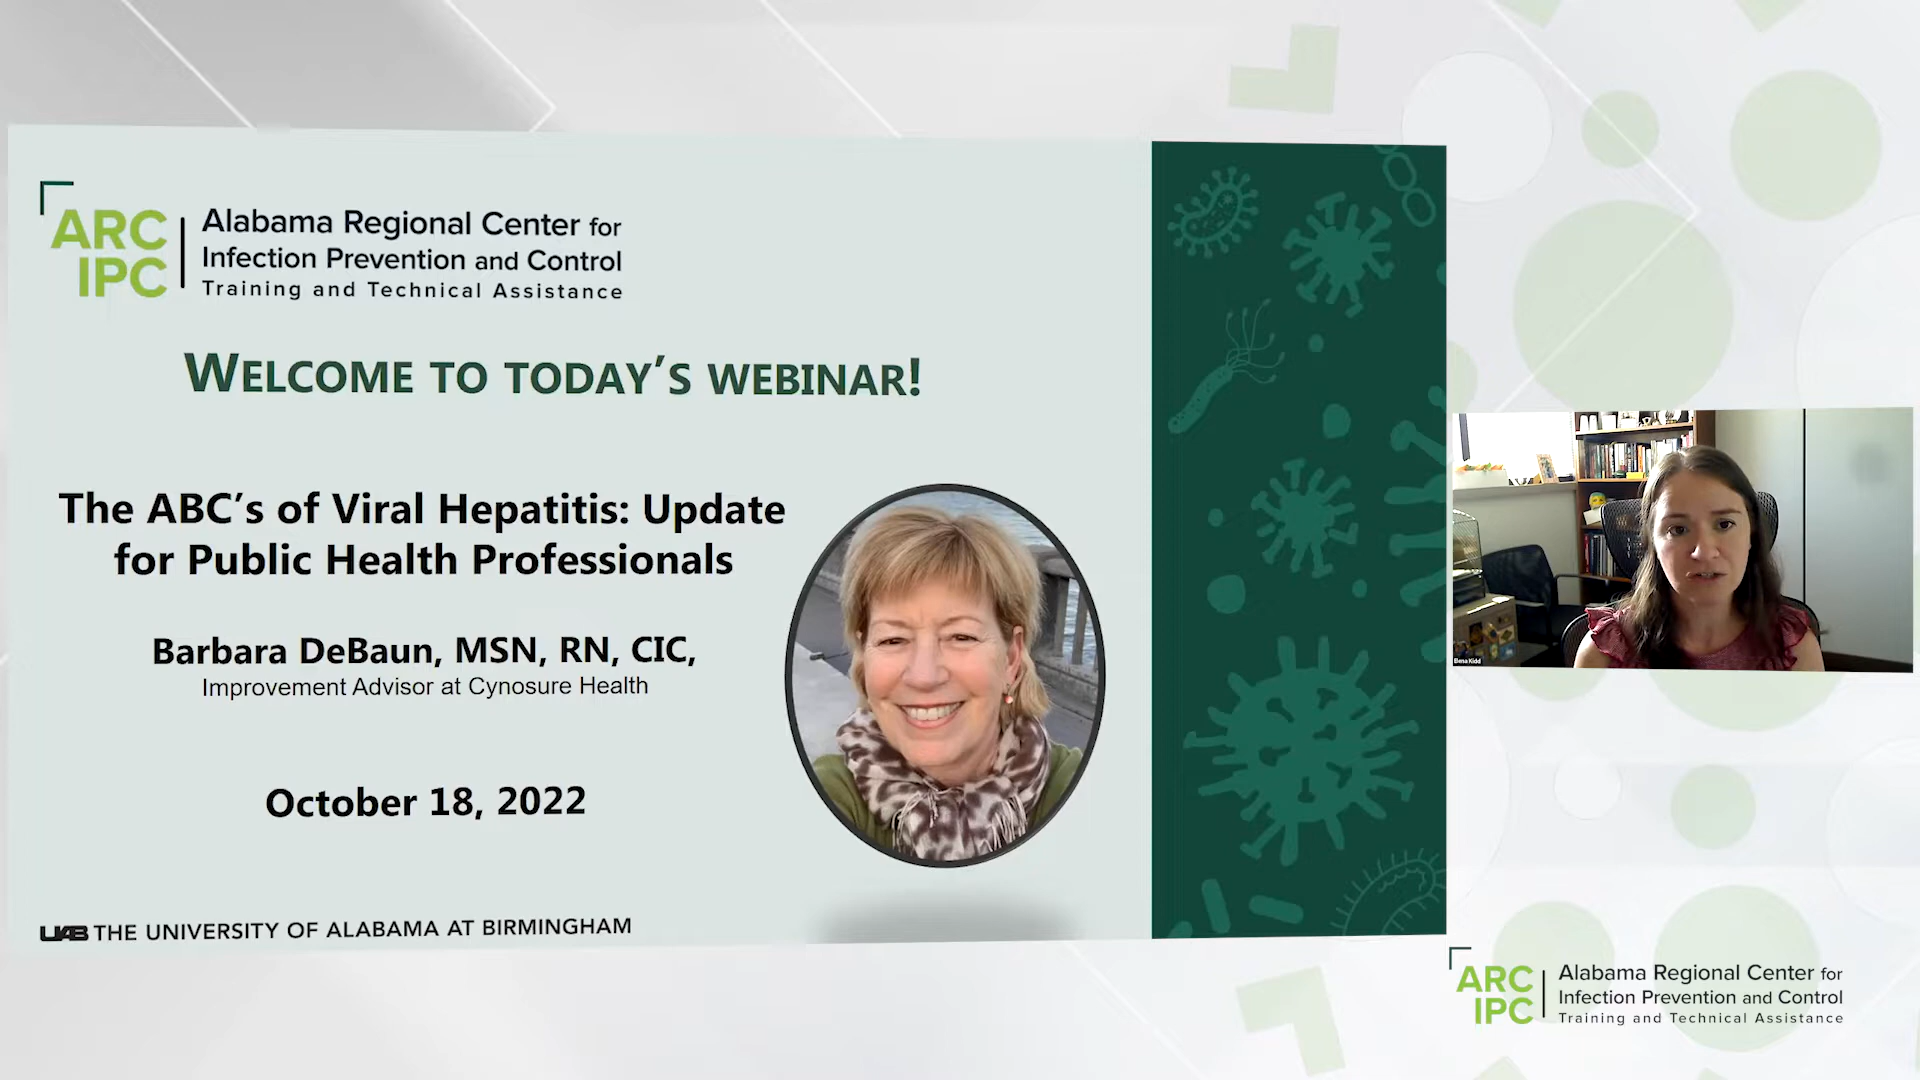 ARC
IPC
Alabama Regional Center for
Infection Prevention and Control
Training and Technical Assistance
WELCOME TO TODAY'S WEBINAR!
The ABC's of Viral Hepatitis: Update
for Public Health Professionals
Barbara DeBaun, MSN, RN, CIC,
Improvement Advisor at Cynosure Health
October 18, 2022
UAB THE UNIVERSITY OF ALABAMA AT BIRMINGHAM
Elena Kidd
ARC
IPC
Alabama Regional Center for
Infection Prevention and Control
Training and Technical Assistance